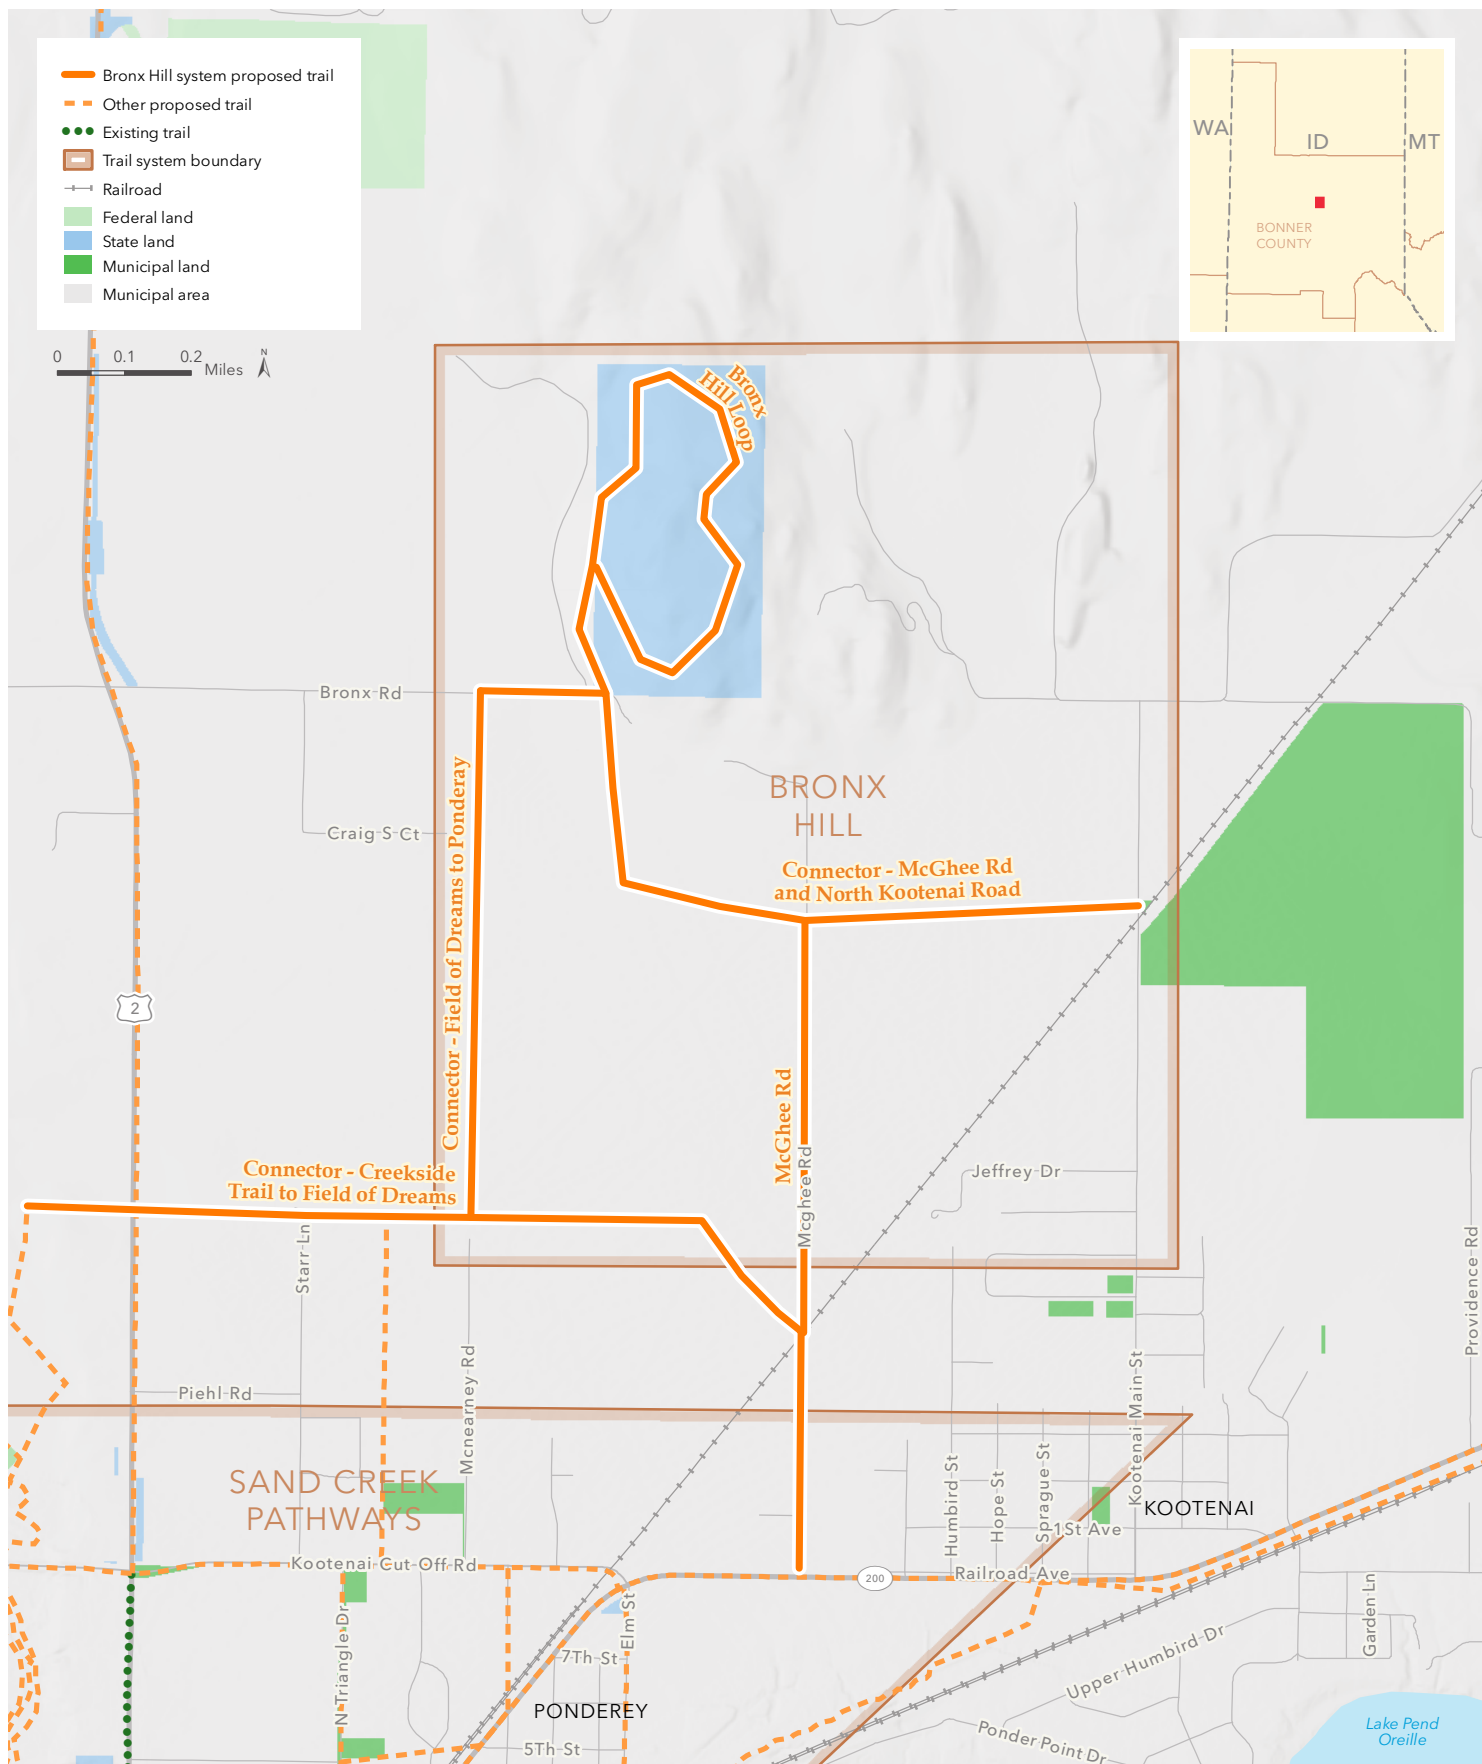 Bronx Hill system proposed trail
Other proposed trail
Existing trail
Trail system boundary
Railroad
Federal land
State land
Municipal land
Municipal area
0 0.1 0.2 Miles
N
WA
ID
MT
BONNER
COUNTY
Bronx
Hill Loop
Bronx Rd
Craig S Ct
BRONX
HILL
Connector - McGhee Rd
and North Kootenai Road
Connector - Field of Dreams to Ponderay
2
McGhee Rd
Mcghee Rd
Jeffrey Dr
Connector - Creekside
Trail to Field of Dreams
Starr Ln
Providence Rd
Piehl Rd
Mcnearney Rd
Kootenai Main St
SAND CREEK
PATHWAYS
Humbird St
Hope St
Sprague St
KOOTENAI
1St Ave
Kootenai Cut Off Rd
200
Railroad Ave
Garden Ln
N Triangle Dr
Elm St
7Th St
Upper Humbird Dr
PONDEREY
5Th St
Ponder Point Dr
Lake Pend
Oreille